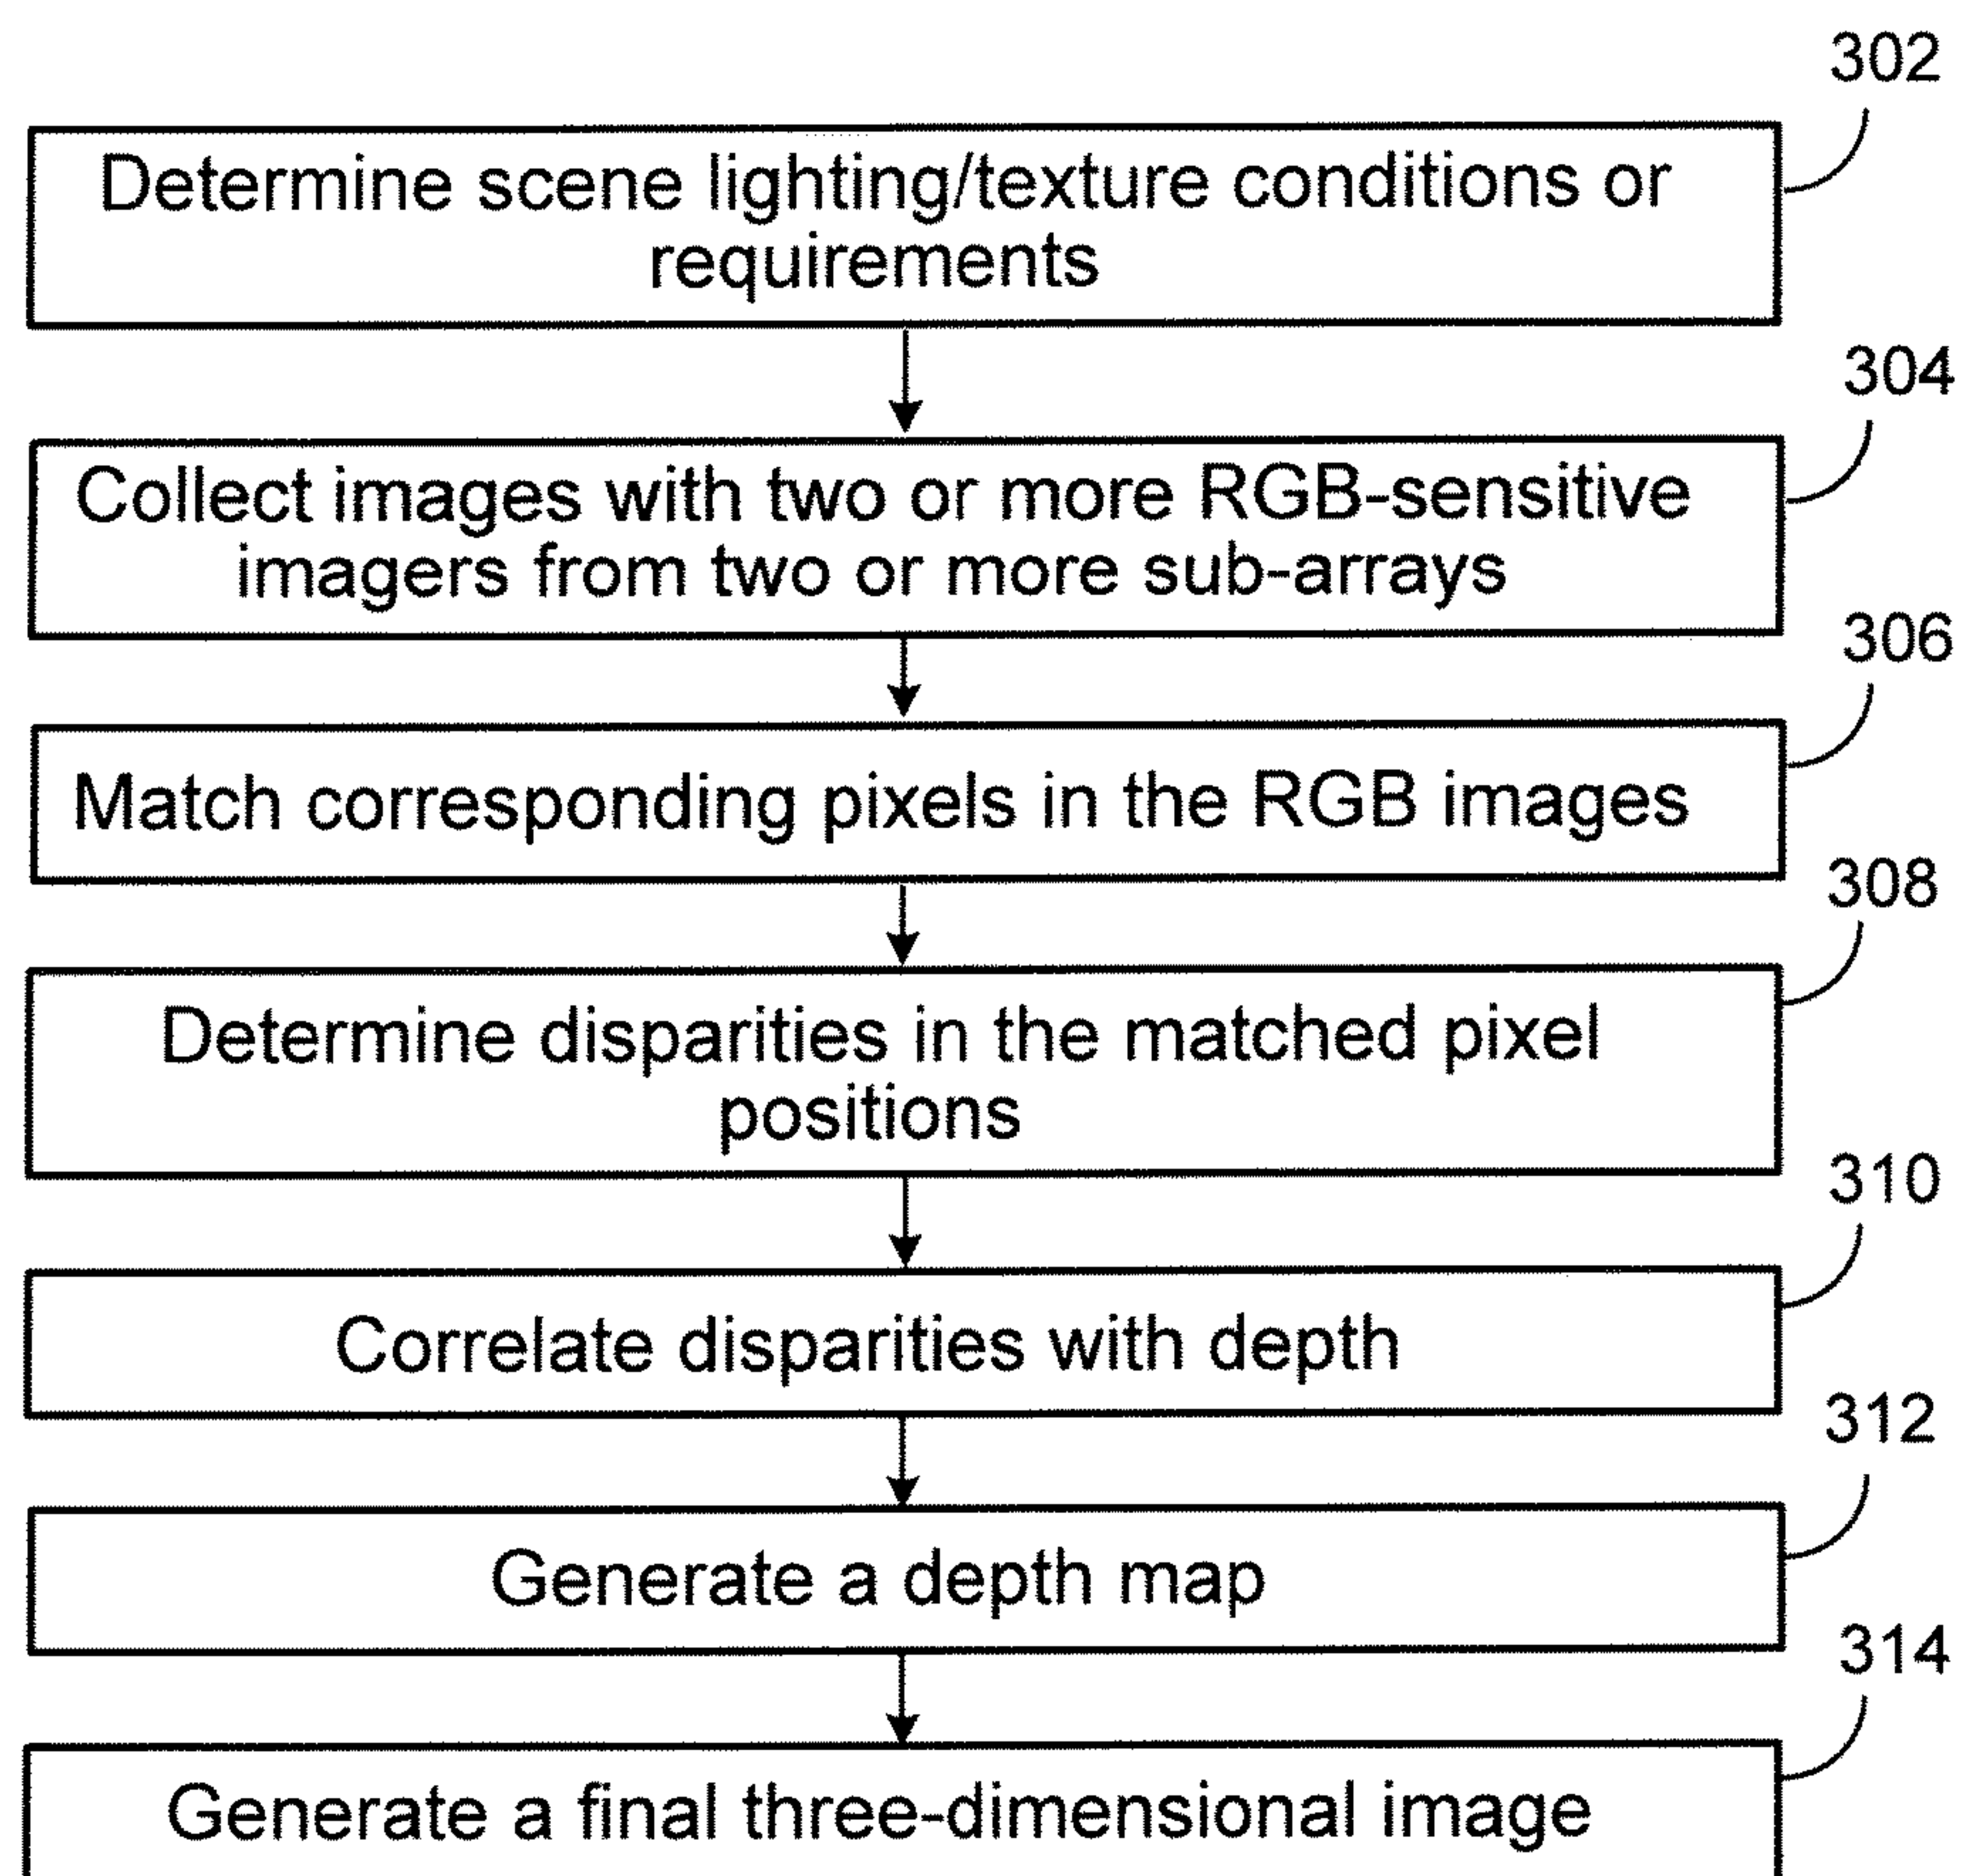 302
Determine scene lighting/texture conditions or
requirements
304
Collect images with two or more RGB-sensitive
imagers from two or more sub-arrays
306
Match corresponding pixels in the RGB images
308
Determine disparities in the matched pixel
positions
310
Correlate disparities with depth
312
Generate a depth map
314
Generate a final three-dimensional image